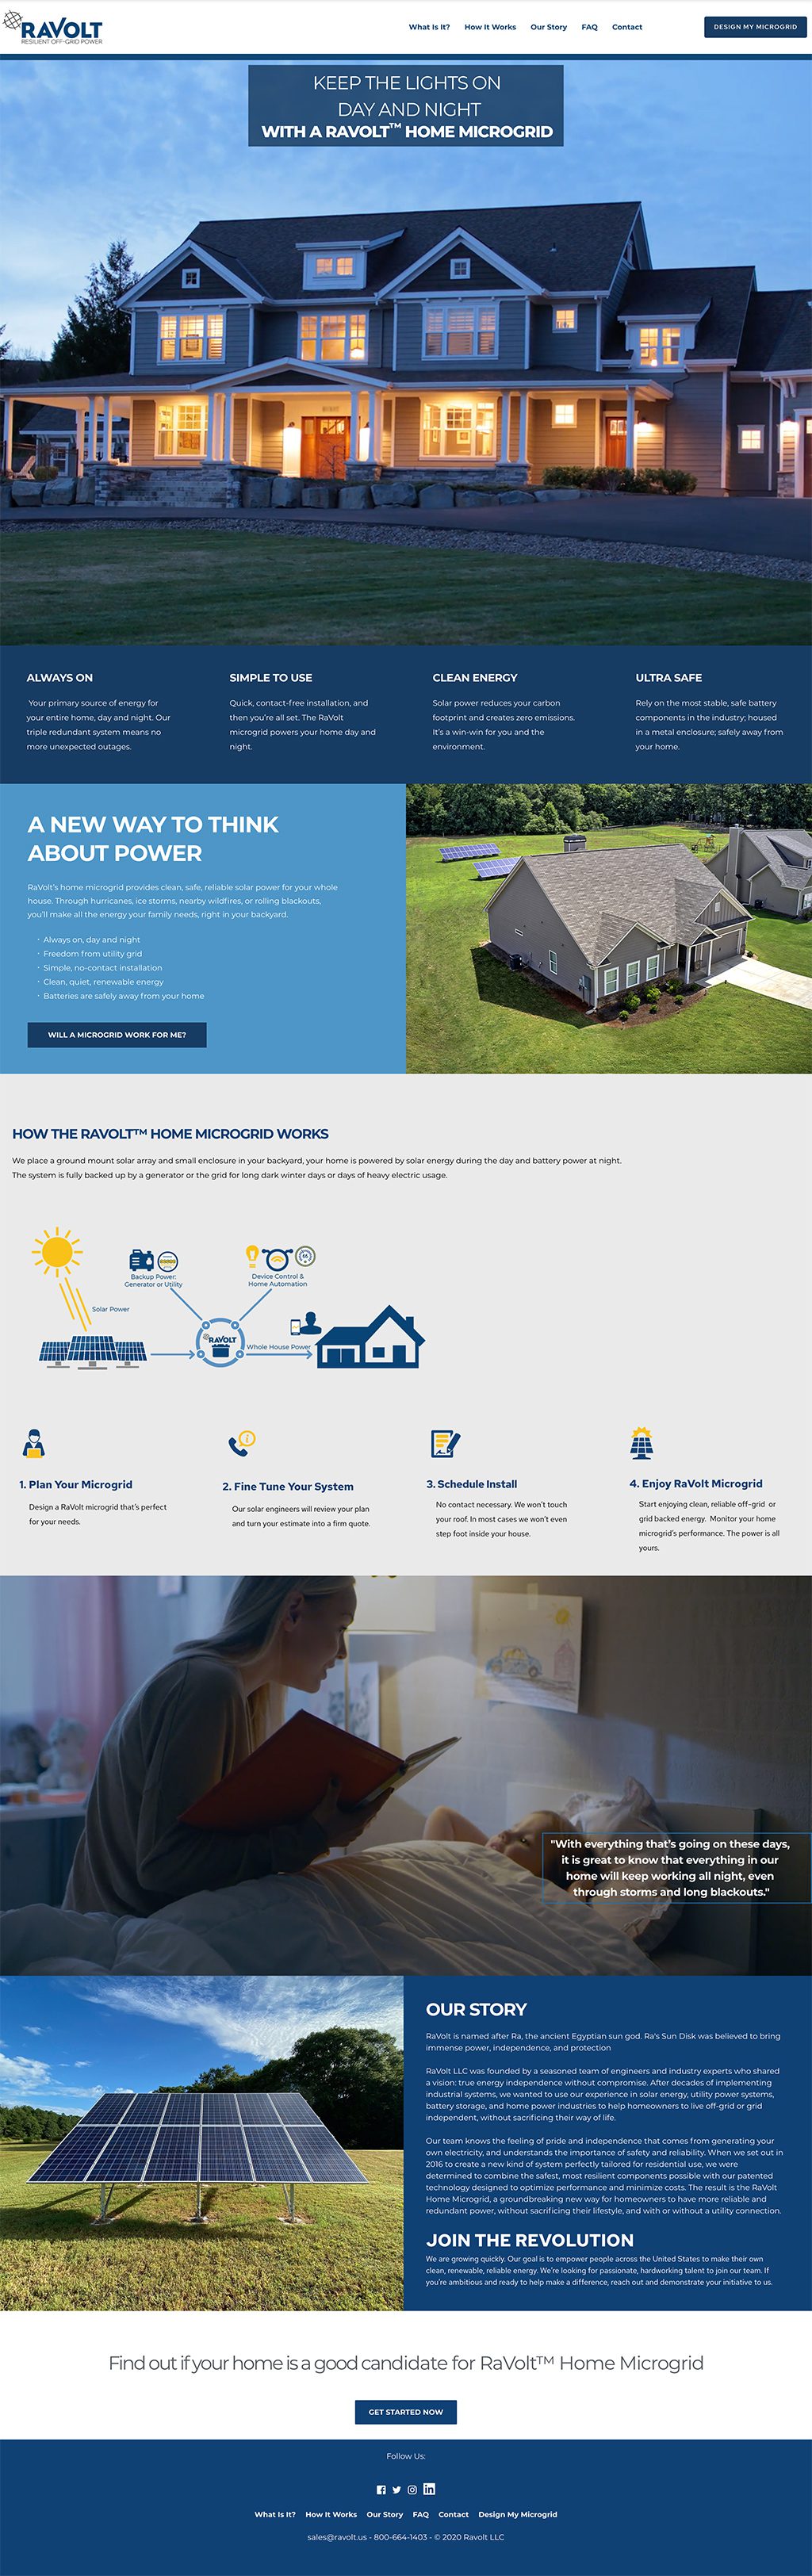 RAVOLT
RESILIENT OFF-GRID POWER
What Is It? How It Works Our Story FAQ Contact
DESIGN MY MICROGRID
KEEP THE LIGHTS ON
DAY AND NIGHT
WITH A RAVOLT™ HOME MICROGRID
ALWAYS ON
Your primary source of energy for
your entire home, day and night. Our
triple redundant system means no
more unexpected outages.
SIMPLE TO USE
Quick, contact-free installation, and
then you're all set. The RaVolt
microgrid powers your home day and
night.
CLEAN ENERGY
Solar power reduces your carbon
footprint and creates zero emissions.
It's a win-win for you and the
environment.
ULTRA SAFE
Rely on the most stable, safe battery
components in the industry; housed
in a metal enclosure; safely away from
your home.
A NEW WAY TO THINK
ABOUT POWER
RaVolt's home microgrid provides clean, safe, reliable solar power for your whole
house. Through hurricanes, ice storms, nearby wildfires, or rolling blackouts,
you'll make all the energy your family needs, right in your backyard.
· Always on, day and night
· Freedom from utility grid
· Simple, no-contact installation
· Clean, quiet, renewable energy
· Batteries are safely away from your home
WILL A MICROGRID WORK FOR ME?
HOW THE RAVOLT™ HOME MICROGRID WORKS
We place a ground mount solar array and small enclosure in your backyard, your home is powered by solar energy during the day and battery power at night.
The system is fully backed up by a generator or the grid for long dark winter days or days of heavy electric usage.
Backup Power:
Generator or Utility
Device Control &
Home Automation
Solar Power
RAVOLT
Whole House Power
1. Plan Your Microgrid
Design a RaVolt microgrid that's perfect
for your needs.
2. Fine Tune Your System
Our solar engineers will review your plan
and turn your estimate into a firm quote.
3. Schedule Install
No contact necessary. We won't touch
your roof. In most cases we won't even
step foot inside your house.
4. Enjoy RaVolt Microgrid
Start enjoying clean, reliable off-grid or
grid backed energy. Monitor your home
microgrid's performance. The power is all
yours.
"With everything that's going on these days,
it is great to know that everything in our
home will keep working all night, even
through storms and long blackouts."
OUR STORY
RaVolt is named after Ra, the ancient Egyptian sun god. Ra's Sun Disk was believed to bring
immense power, independence, and protection
RaVolt LLC was founded by a seasoned team of engineers and industry experts who shared
a vision: true energy independence without compromise. After decades of implementing
industrial systems, we wanted to use our experience in solar energy, utility power systems,
battery storage, and home power industries to help homeowners to live off-grid or grid
independent, without sacrificing their way of life.
Our team knows the feeling of pride and independence that comes from generating your
own electricity, and understands the importance of safety and reliability. When we set out in
2016 to create a new kind of system perfectly tailored for residential use, we were
determined to combine the safest, most resilient components possible with our patented
technology designed to optimize performance and minimize costs. The result is the RaVolt
Home Microgrid, a groundbreaking new way for homeowners to have more reliable and
redundant power, without sacrificing their lifestyle, and with or without a utility connection.
JOIN THE REVOLUTION
We are growing quickly. Our goal is to empower people across the United States to make their own
clean, renewable, reliable energy. We're looking for passionate, hardworking talent to join our team. If
you're ambitious and ready to help make a difference, reach out and demonstrate your initiative to us.
Find out if your home is a good candidate for RaVolt™ Home Microgrid
GET STARTED NOW
Follow Us:
What Is It? How It Works Our Story FAQ Contact Design My Microgrid
sales@ravolt.us - 800-664-1403 - © 2020 Ravolt LLC